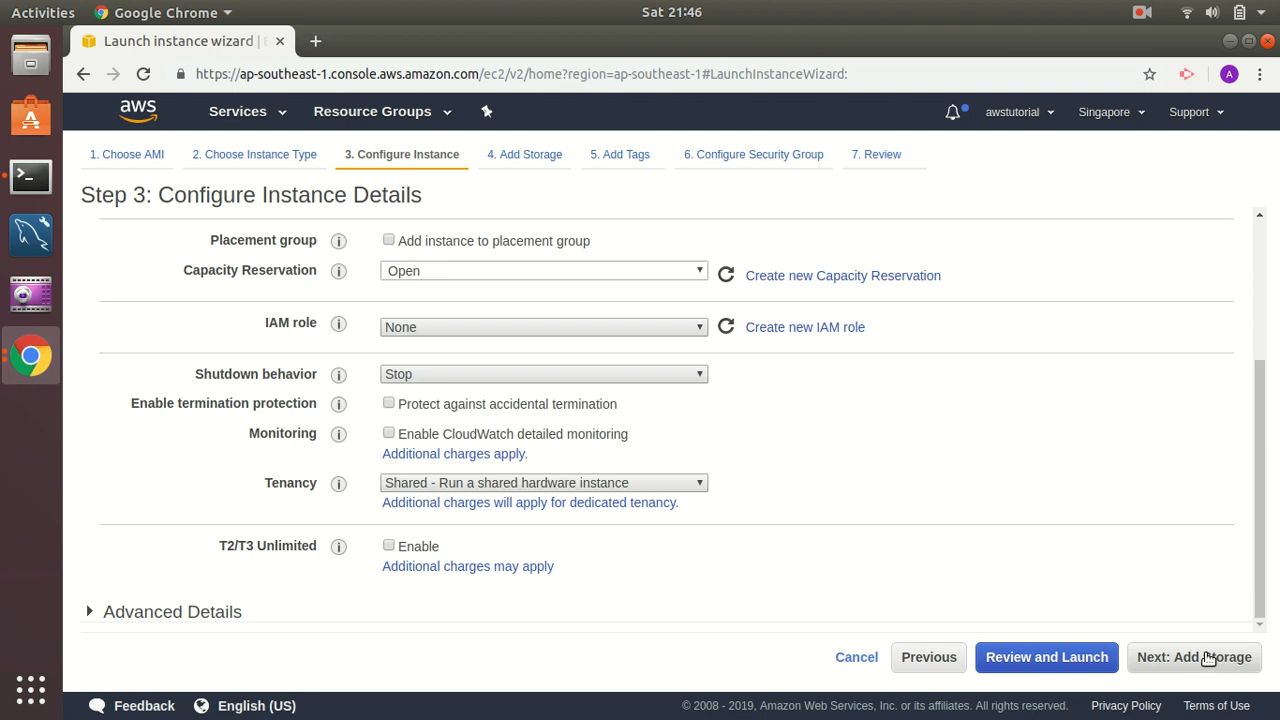 Activities Google Chrome Sat 21:46
Launch instance wizard |
https://ap-southeast-1.console.aws.amazon.com/ec2/v2/home?region=ap-southeast-1#LaunchInstanceWizard: A
aws Services Resource Groups awstutorial Singapore Support
1. Choose AMI 2. Choose Instance Type 3. Configure Instance 4. Add Storage 5. Add Tags 6. Configure Security Group 7. Review
Step 3: Configure Instance Details
Placement group Add instance to placement group
Capacity Reservation Open Create new Capacity Reservation
IAM role None Create new IAM role
Shutdown behavior Stop
Enable termination protection Protect against accidental termination
Monitoring Enable CloudWatch detailed monitoring
Additional charges apply.
Tenancy Shared - Run a shared hardware instance
Additional charges will apply for dedicated tenancy.
T2/T3 Unlimited Enable
Additional charges may apply
Advanced Details
Cancel Previous Review and Launch Next: Add Storage
Feedback English (US) © 2008 - 2019, Amazon Web Services, Inc. or its affiliates. All rights reserved. Privacy Policy Terms of Use